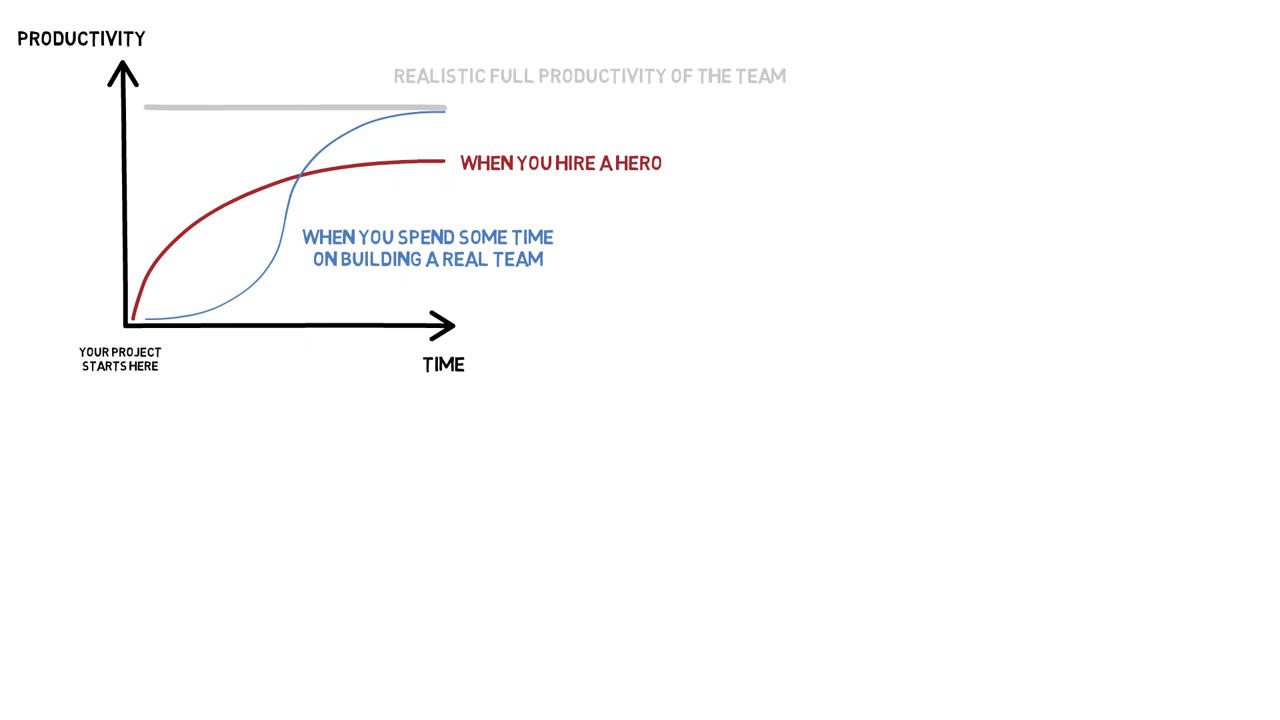 PRODUCTIVITY
REALISTIC FULL PRODUCTIVITY OF THE TEAM
WHEN YOU HIRE A HERO
WHEN YOU SPEND SOME TIME
ON BUILDING A REAL TEAM
YOUR PROJECT
STARTS HERE
TIME